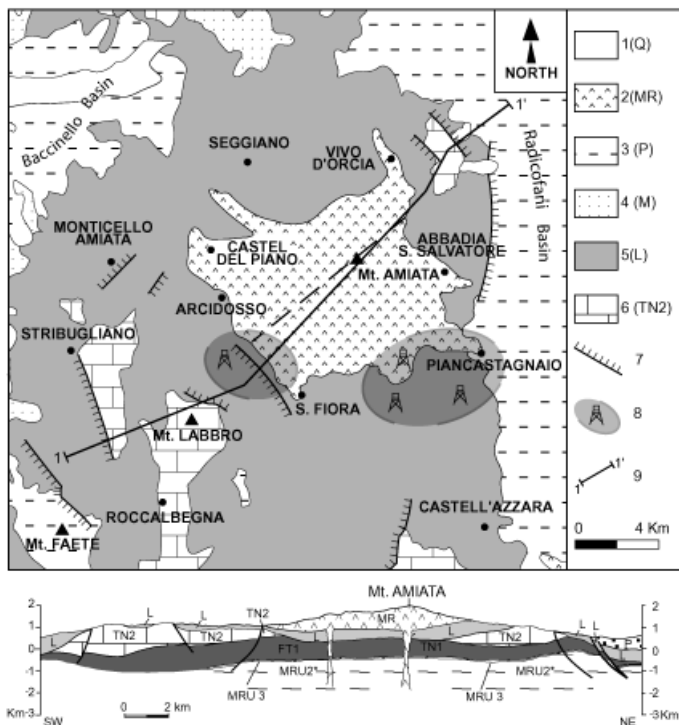 NORTH
1'
Baccinello Basin
SEGGIANO
VIVO
D'ORCIA
Radicofani Basin
MONTICELLO
AMIATA
CASTEL
DEL PIANO
ABBADIA
S. SALVATORE
Mt. AMIATA
ARCIDOSSO
STRIBUGLIANO
PIANCASTAGNAIO
S. FIORA
Mt. LABBRO
1
ROCCALBEGNA
CASTELL'AZZARA
Mt. FAETE
1(Q)
2(MR)
3 (P)
4 (M)
5(L)
6 (TN2)
7
8
1 1' 9
0 4 Km
Mt. AMIATA
2 L L TN2 MR L L 2
1 L TN2 TN2 L L TN2 P 1
0 FT1 TN1 0
-1 MRU2* MRU2* -1
-2 MRU 3 MRU 3 -2
Km-3 0 2 km -3Km
SW NE